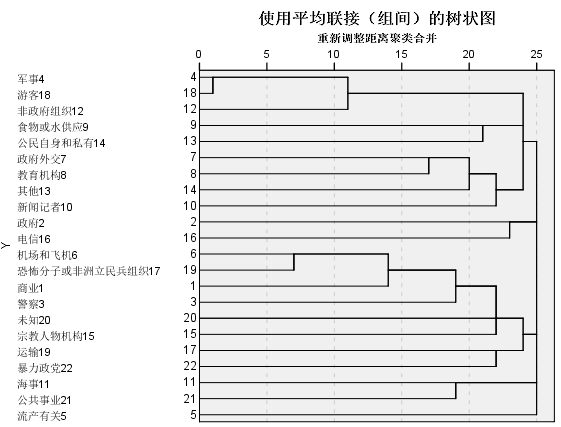 使用平均联接（组间）的树状图
重新调整距离聚类合并
0 5 10 15 20 25
军事4 4
游客18 18
非政府组织12 12
食物或水供应9 9
公民自身和私有14 13
政府外交7 7
教育机构8 8
其他13 14
新闻记者10 10
政府2 2
电信16 16
Y
机场和飞机6 6
恐怖分子或非洲立民兵组织17 19
商业1 1
警察3 3
未知20 20
宗教人物机构15 15
运输19 17
暴力政党22 22
海事11 11
公共事业21 21
流产有关5 5